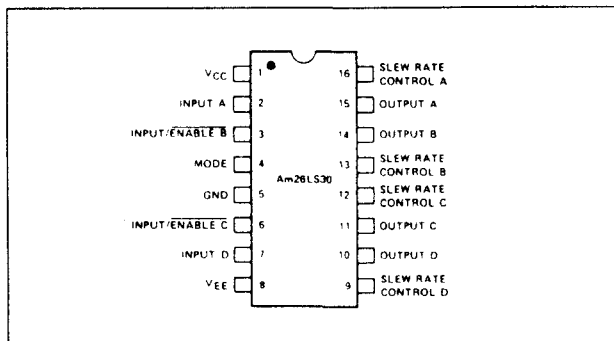 VCC 1 16 SLEW RATE
CONTROL A
INPUT A 2 15 OUTPUT A
INPUT/ENABLE B 3 14 OUTPUT B
MODE 4 13 SLEW RATE
CONTROL B
Am26LS30
GND 5 12 SLEW RATE
CONTROL C
INPUT/ENABLE C 6 11 OUTPUT C
INPUT D 7 10 OUTPUT D
VEE 8 9 SLEW RATE
CONTROL D